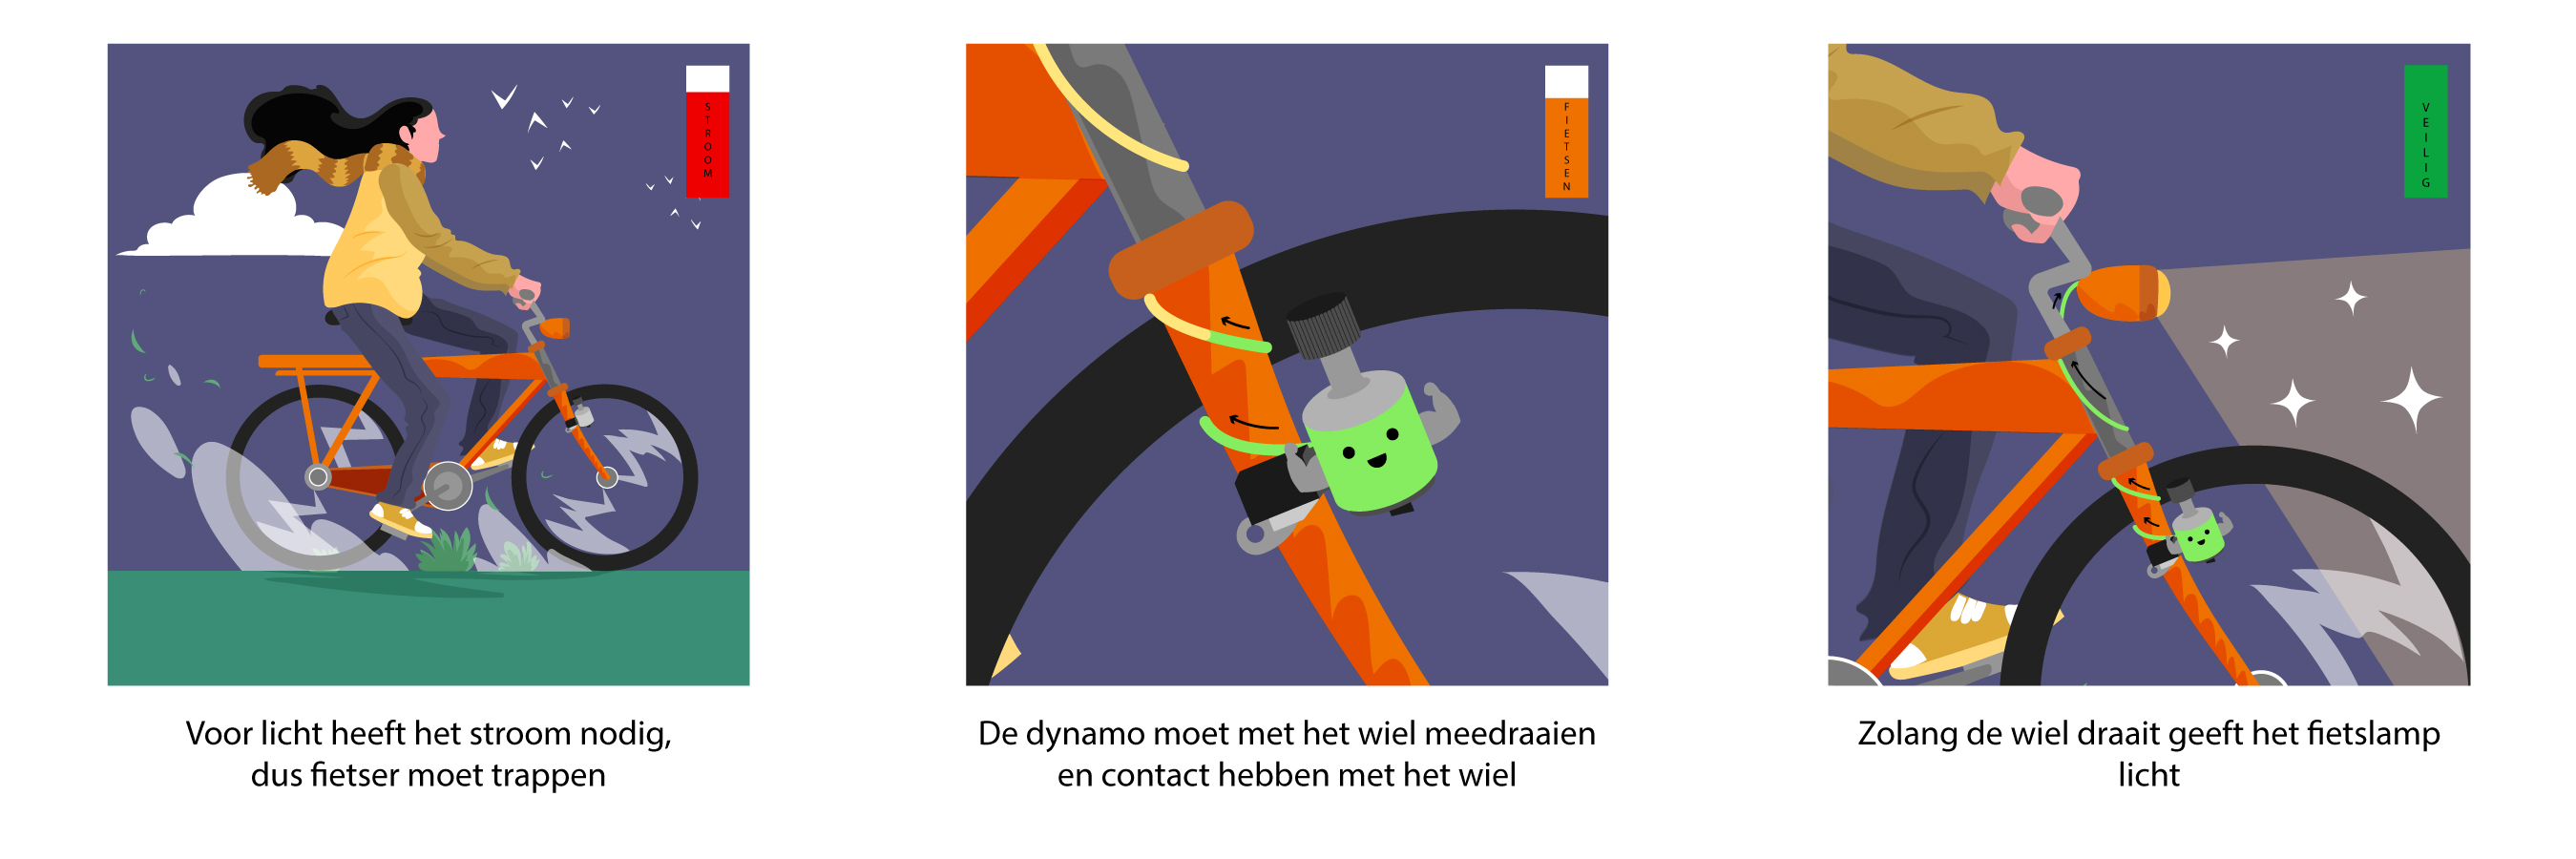 STROOM
FIETSEN
VEILIG
Voor licht heeft het stroom nodig,
dus fietser moet trappen
De dynamo moet met het wiel meedraaien
en contact hebben met het wiel
Zolang de wiel draait geeft het fietslamp
licht